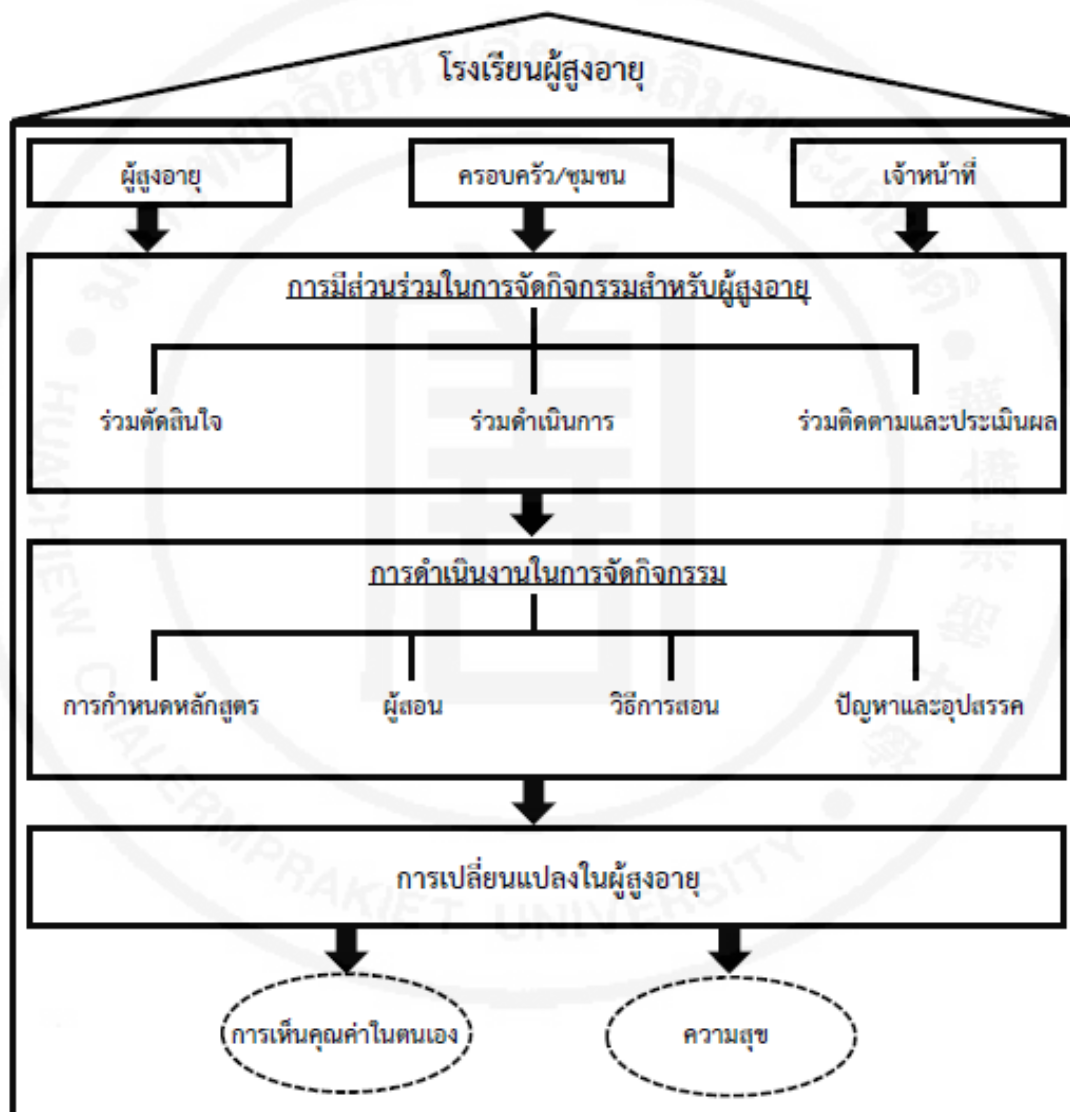 โรงเรียนผู้สูงอายุ
ผู้สูงอายุ
ครอบครัว/ชุมชน
เจ้าหน้าที่
การมีส่วนร่วมในการจัดกิจกรรมสำหรับผู้สูงอายุ
ร่วมตัดสินใจ
ร่วมดำเนินการ
ร่วมติดตามและประเมินผล
การดำเนินงานในการจัดกิจกรรม
การกำหนดหลักสูตร
ผู้สอน
วิธีการสอน
ปัญหาและอุปสรรค
การเปลี่ยนแปลงในผู้สูงอายุ
การเห็นคุณค่าในตนเอง
ความสุข
HUACHIEW CHALERMPRAKIET UNIVERSITY